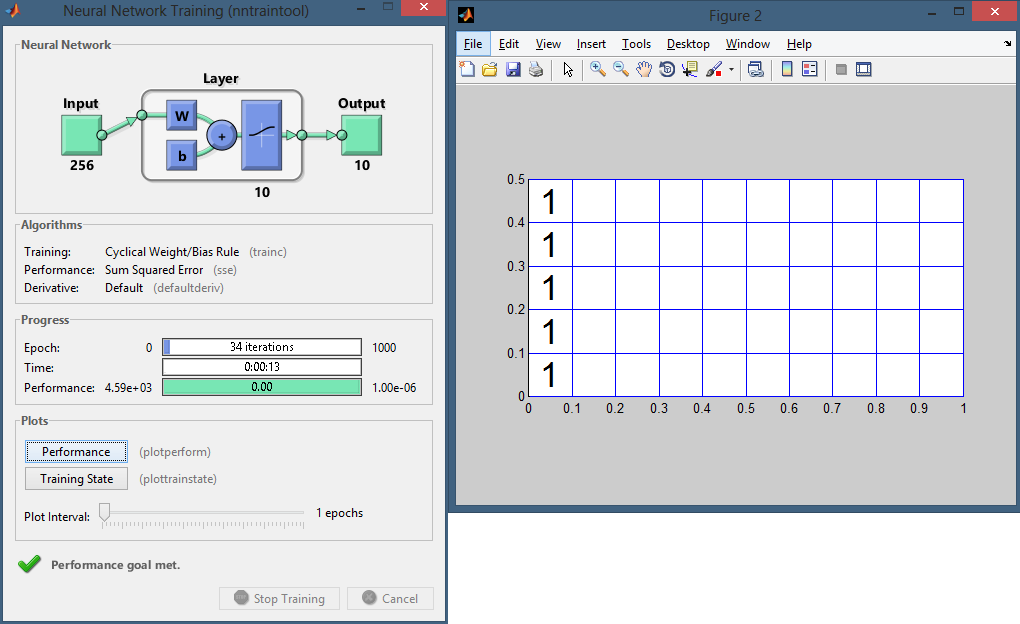 Neural Network Training (nntraintool)
Neural Network
Layer
Input
W
b
+
Output
256
10
10
Algorithms
Training: Cyclical Weight/Bias Rule (trainc)
Performance: Sum Squared Error (sse)
Derivative: Default (defaultderiv)
Progress
Epoch: 0 34 iterations 1000
Time: 0:00:13
Performance: 4.59e+03 0.00 1.00e-06
Plots
Performance (plotperform)
Training State (plottrainstate)
Plot Interval: 1 epochs
Performance goal met.
Stop Training Cancel
Figure 2
File Edit View Insert Tools Desktop Window Help
0.5
1
0.4
1
0.3
1
0.2
1
0.1
1
0
0 0.1 0.2 0.3 0.4 0.5 0.6 0.7 0.8 0.9 1